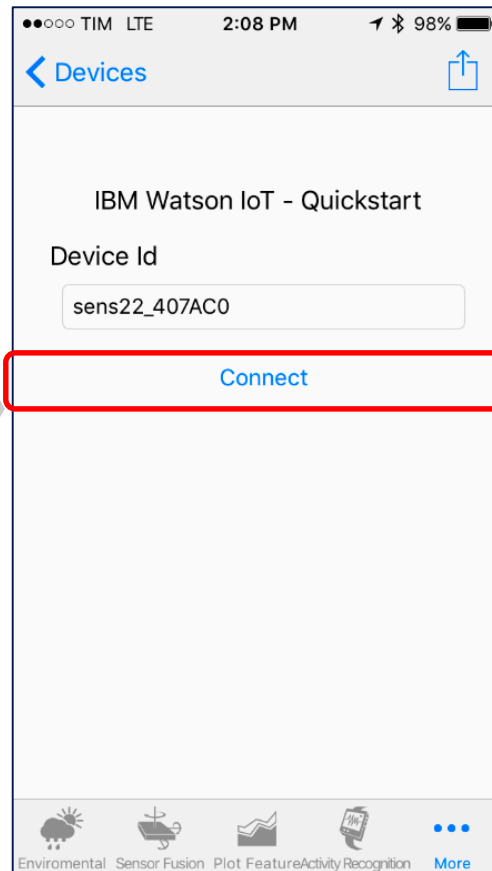 TIM LTE 2:08 PM 98%
Devices
IBM Watson IoT - Quickstart
Device Id
sens22_407AC0
Connect
Enviromental Sensor Fusion Plot Feature Activity Recognition More